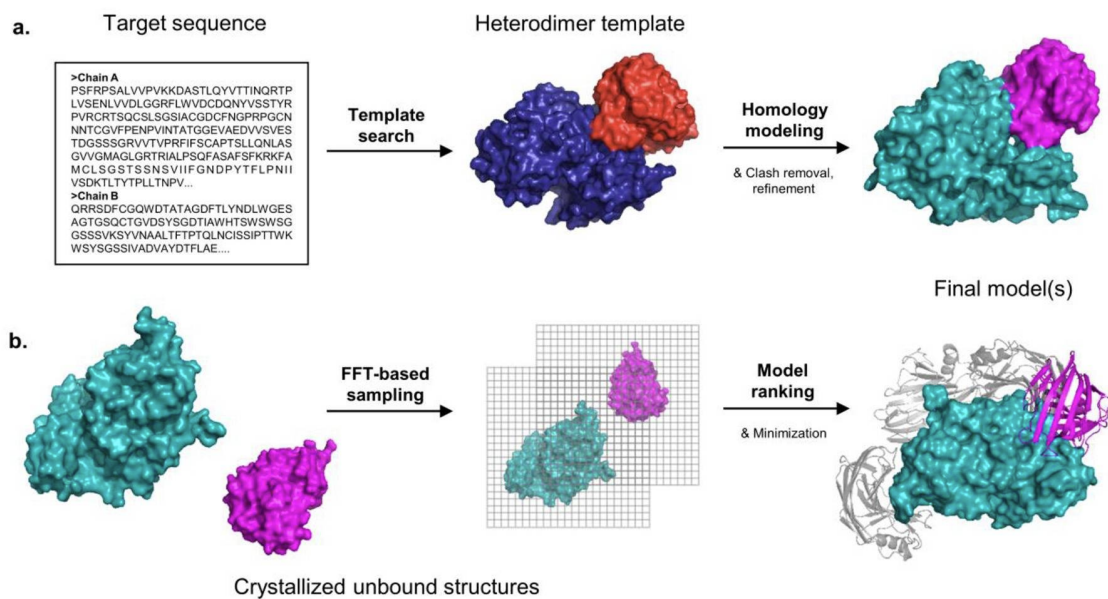 a.
Target sequence
Heterodimer template
>Chain A
PSFRPSALVVPVKKDASTLQYVTTINQRTP
LVSENLVVDLGGRFLWVDCDQNYVSSTYR
PVRCRTSQCSLSGSIACGDCFNGPRPGCN
NNTCGVFPENPVINTATGGEVAEDVVSVES
TDGSSSGRVVTVPRFIFSCAPTSLLQNLAS
GVVGMAGLGRTRIALPSQFASAFSFKRKFA
MCLSGSTSSNSVIIFGNDPYTFLPNII
VSDKTLTYTPLLTNPV...
>Chain B
QRRSDFCGQWDTATAGDFTLYNDLWGES
AGTGSQCTGVDSYSGDTIAWHTSWSWSG
GSSSVKSYVNAALTFTPTQLNCISSIPTTWK
WSYSGSSIVADVAYDTFLAE....
Template
search
Homology
modeling
& Clash removal,
refinement
Final model(s)
b.
FFT-based
sampling
Model
ranking
& Minimization
Crystallized unbound structures